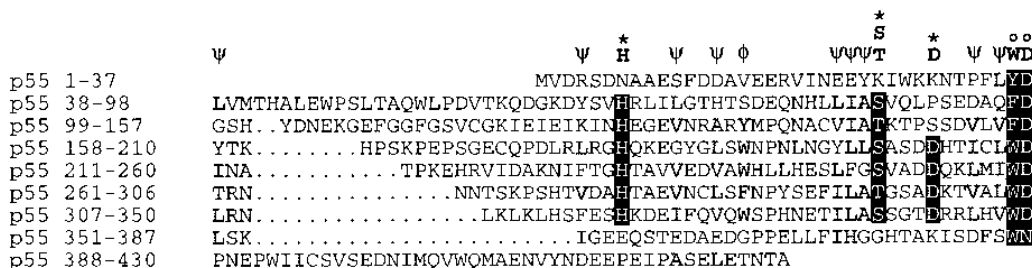 *
* S * o o
ψ H ψ ψ φ ψψψ T D ψ ψWD
p55 1-37 MVDRSDNAAESFDDAVEERVINEEYKIWKKNTPFLYD
p55 38-98 LVMTHALEWPSLTAQWLPDVTKQDGKDYSVHRLILGTHTSDEQNHLLIASVQLPSEDAQFD
p55 99-157 GSH..YDNEKGEFGGFGSVCGKIEIEIKINHEGEVNRARYMPQNACVIATKTPSSDVLVFD
p55 158-210 YTK........HPSKPEPSGECQPDLRLRGHQKEGYGLSWNPNLNGYLLSASDDHTICLWD
p55 211-260 INA...........TPKEHRVIDAKNIFTGHTAVVEDVAWHLLHESLFGSVADDQKLMIWD
p55 261-306 TRN...............NNTSKPSHTVDAHTAEVNCLSFNPYSEFILATGSADKTVALWD
p55 307-350 LRN.................LKLKLHSFESHKDEIFQVQWSPHNETILASSGTDRRLHVWD
p55 351-387 LSK........................IGEEQSTEDAEDGPPELLFIHGGHTAKISDFSWN
p55 388-430 PNEPWIICSVSEDNIMQVWQMAENVYNDEEPEIPASELETNTA